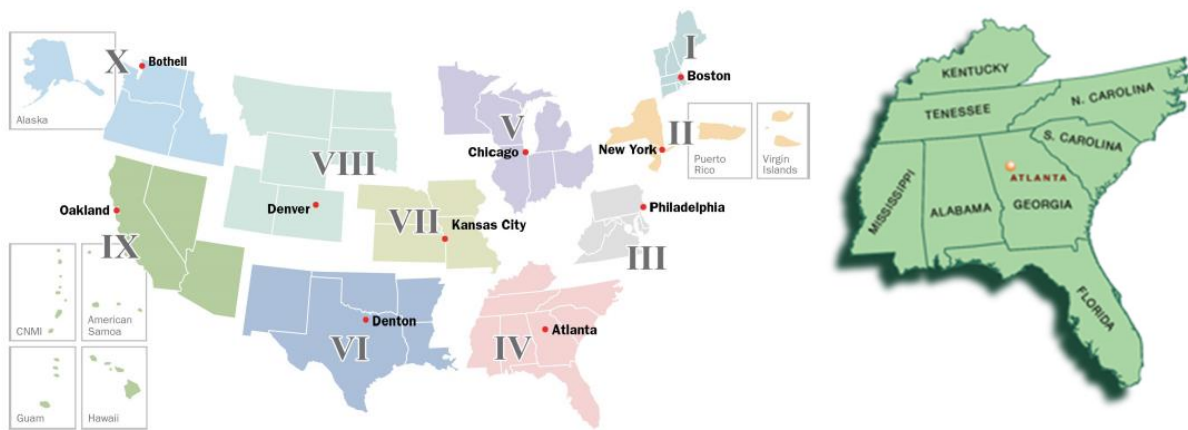 X
Bothell
Alaska
I
Boston
V
Chicago
II
New York
Puerto
Rico
Virgin
Islands
VIII
Denver
Oakland
IX
VII
Kansas City
Philadelphia
III
CNMI
American
Samoa
Guam
Hawaii
VI
Denton
IV
Atlanta
KENTUCKY
TENNESSEE
N. CAROLINA
S. CAROLINA
ATLANTA
MISSISSIPPI
ALABAMA
GEORGIA
FLORIDA